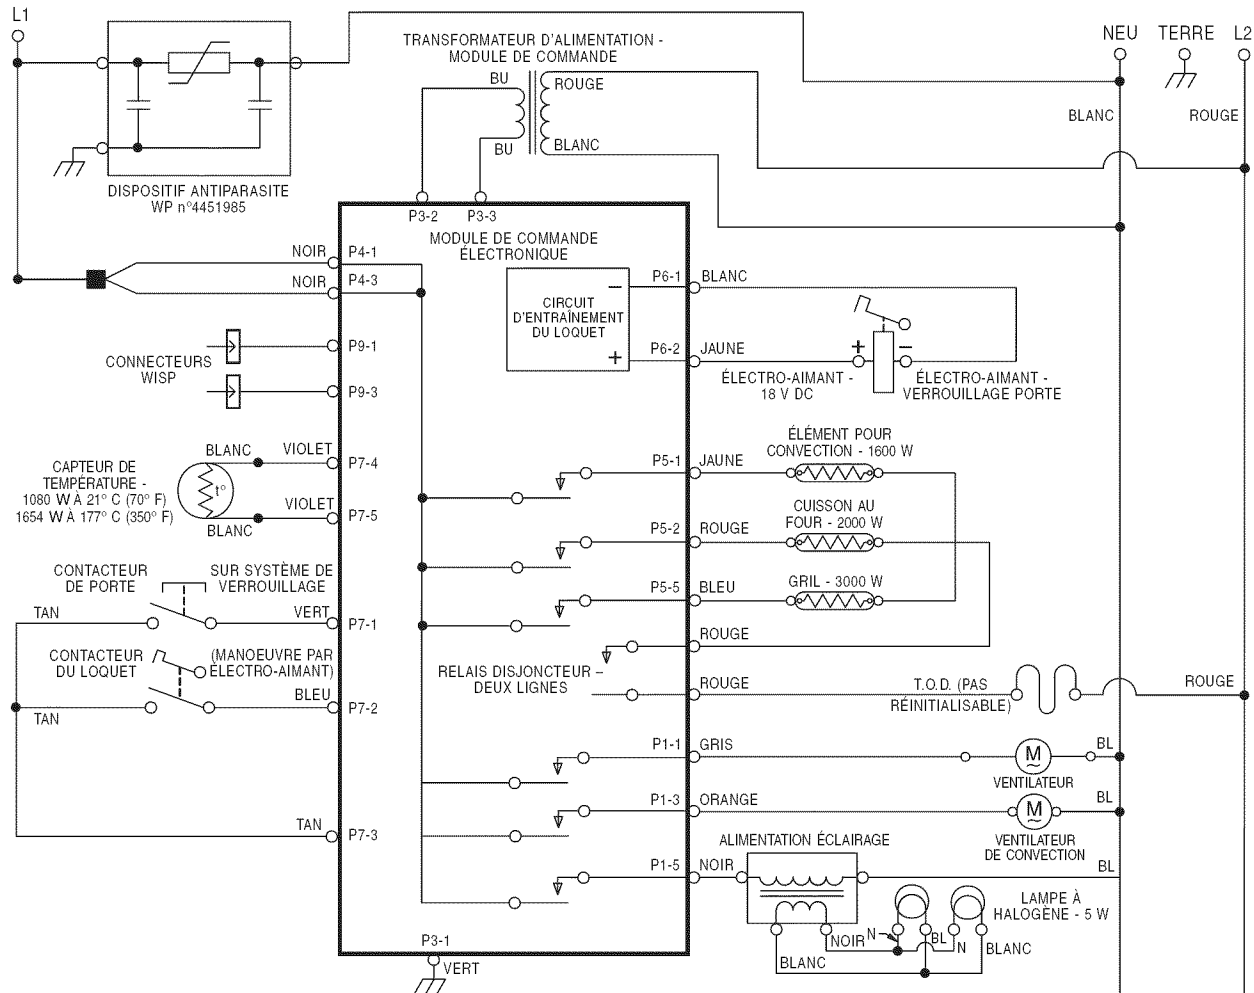 L1
TRANSFORMATEUR D'ALIMENTATION -
MODULE DE COMMANDE
NEU
TERRE
L2
BU
ROUGE
BU
BLANC
BLANC
ROUGE
DISPOSITIF ANTIPARASITE
WP n°4451985
P3-2
P3-3
MODULE DE COMMANDE
ÉLECTRONIQUE
NOIR
P4-1
NOIR
P4-3
CIRCUIT
D'ENTRAÎNEMENT
DU LOQUET
−
+
P6-1
BLANC
P6-2
JAUNE
+
−
ÉLECTRO-AIMANT -
18 V DC
ÉLECTRO-AIMANT -
VERROUILLAGE PORTE
CONNECTEURS
WISP
P9-1
P9-3
CAPTEUR DE
TEMPÉRATURE -
1080 W À 21° C (70° F)
1654 W À 177° C (350° F)
BLANC
VIOLET
P7-4
t°
VIOLET
P7-5
BLANC
ÉLÉMENT POUR
CONVECTION - 1600 W
P5-1
JAUNE
CUISSON AU
FOUR - 2000 W
P5-2
ROUGE
GRIL - 3000 W
P5-5
BLEU
ROUGE
RELAIS DISJONCTEUR –
DEUX LIGNES
ROUGE
T.O.D. (PAS
RÉINITIALISABLE)
ROUGE
CONTACTEUR
DE PORTE
SUR SYSTÈME DE
VERROUILLAGE
TAN
VERT
P7-1
CONTACTEUR
DU LOQUET
(MANOEUVRE PAR
ÉLECTRO-AIMANT)
TAN
BLEU
P7-2
TAN
P7-3
P1-1
GRIS
M
~
BL
VENTILATEUR
P1-3
ORANGE
M
~
BL
VENTILATEUR
DE CONVECTION
ALIMENTATION ÉCLAIRAGE
P1-5
NOIR
BL
LAMPE À
HALOGÈNE - 5 W
NOIR
N
BL
N
BLANC
BLANC
P3-1
VERT